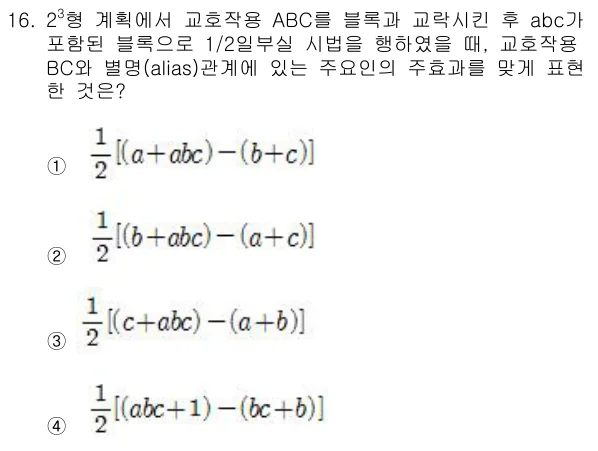 16. 2³형 계획에서 교호작용 ABC를 블록과 교락시킨 후 abc가
포함된 블록으로 1/2일부실 시법을 행하였을 때, 교호작용
BC와 별명(alias)관계에 있는 주요인의 주효과를 맞게 표현
한 것은?
① 1/2[(a+abc)-(b+c)]
② 1/2[(b+abc)-(a+c)]
③ 1/2[(c+abc)-(a+b)]
④ 1/2[(abc+1)-(bc+b)]